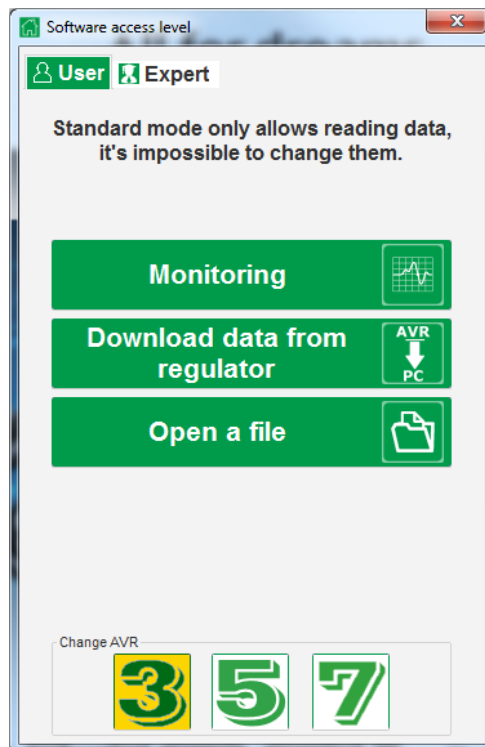 Software access level
User
Expert
Standard mode only allows reading data,
it's impossible to change them.
Monitoring
Download data from
regulator
AVR
PC
Open a file
Change AVR
3 5 7